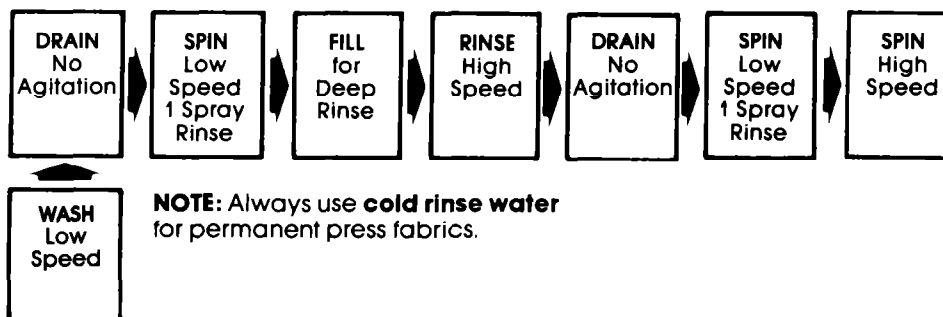 DRAIN
No
Agitation
SPIN
Low
Speed
1 Spray
Rinse
FILL
for
Deep
Rinse
RINSE
High
Speed
DRAIN
No
Agitation
SPIN
Low
Speed
1 Spray
Rinse
SPIN
High
Speed
WASH
Low
Speed
NOTE: Always use cold rinse water
for permanent press fabrics.